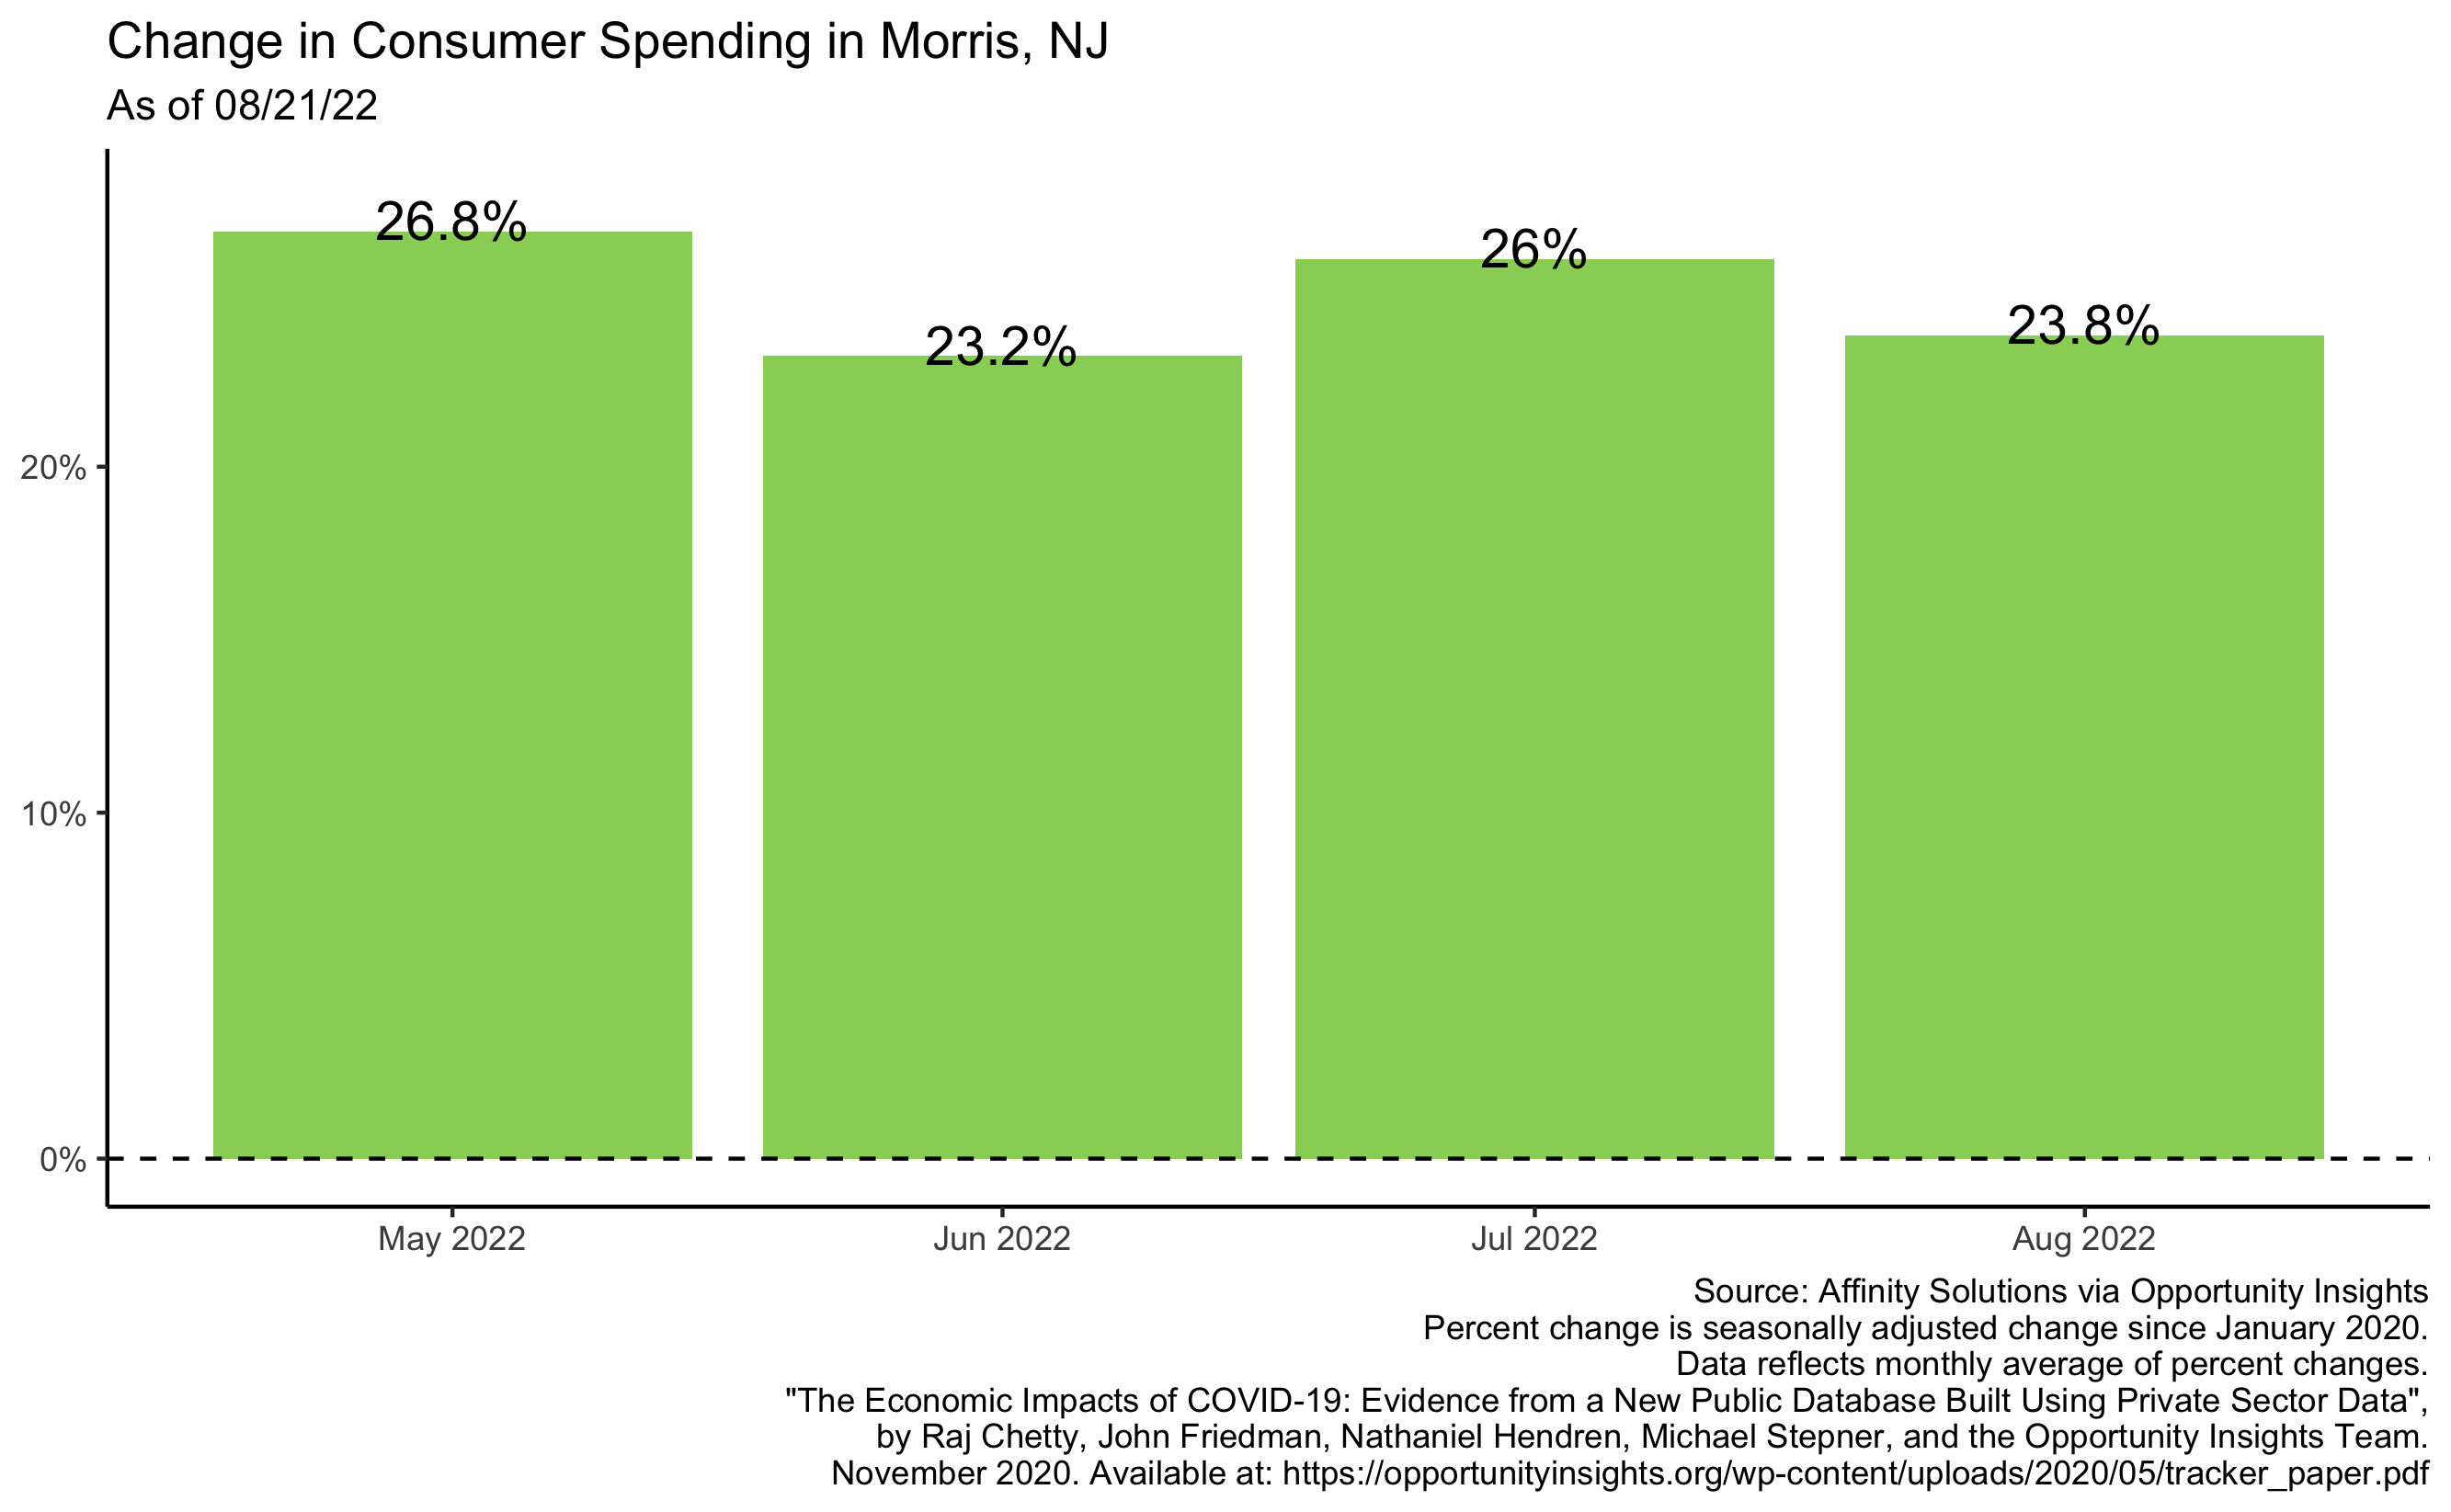 Change in Consumer Spending in Morris, NJ
As of 08/21/22
26.8%
23.2%
26%
23.8%
20%
10%
0%
May 2022
Jun 2022
Jul 2022
Aug 2022
Source: Affinity Solutions via Opportunity Insights
Percent change is seasonally adjusted change since January 2020.
Data reflects monthly average of percent changes.
"The Economic Impacts of COVID-19: Evidence from a New Public Database Built Using Private Sector Data",
by Raj Chetty, John Friedman, Nathaniel Hendren, Michael Stepner, and the Opportunity Insights Team.
November 2020. Available at: https://opportunityinsights.org/wp-content/uploads/2020/05/tracker_paper.pdf